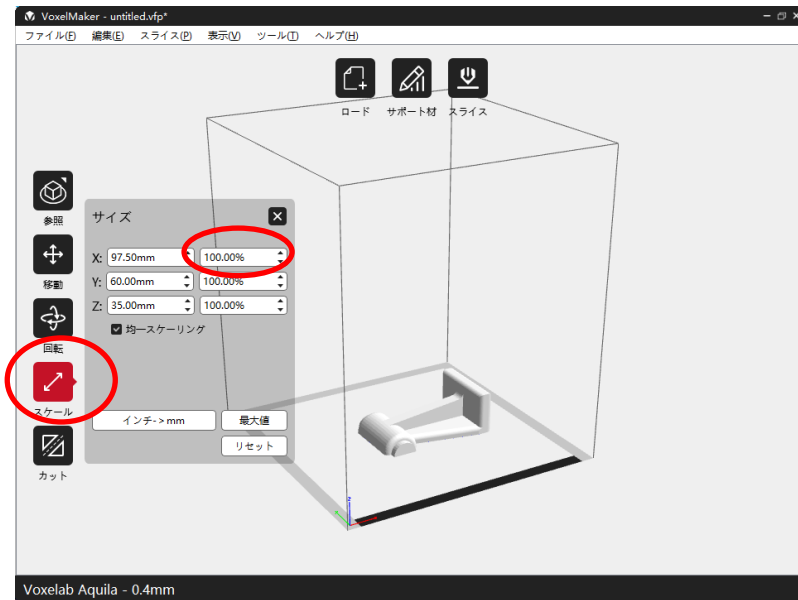 VoxelMaker - untitled.vfp*
ファイル(F) 編集(E) スライス(P) 表示(V) ツール(T) ヘルプ(H)
ロード サポート材 スライス
参照
移動
回転
スケール
カット
サイズ
X: 97.50mm 100.00%
Y: 60.00mm 100.00%
Z: 35.00mm 100.00%
均一スケーリング
インチ->mm 最大値
リセット
z
Voxelab Aquila - 0.4mm